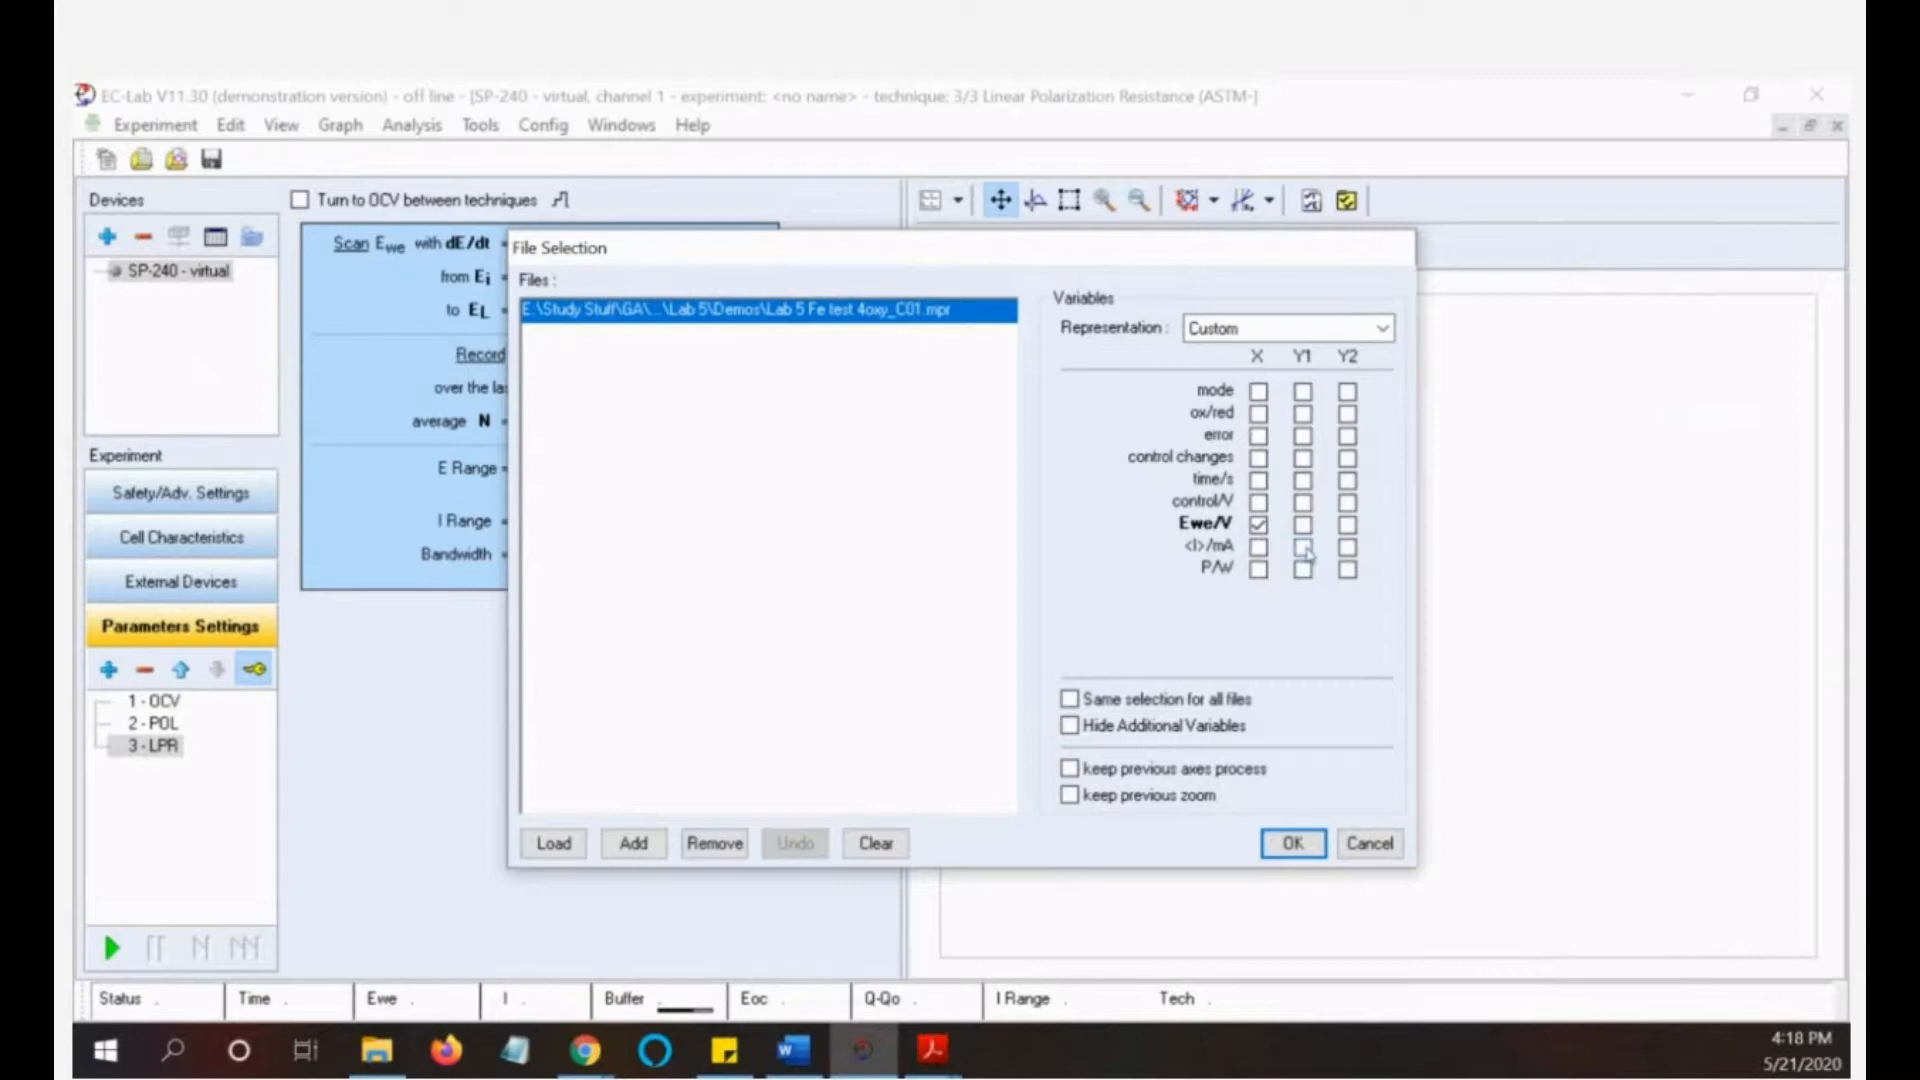 EC-Lab V11.30 (demonstration version) - off line - [SP-240 - virtual, channel 1 - experiment: <no name> - technique: 3/3 Linear Polarization Resistance (ASTM-]
Experiment Edit View Graph Analysis Tools Config Windows Help
Devices
SP-240 - virtual
Turn to OCV between techniques
Scan Ewe with dE/dt =
from Ei =
to EL =
Record
over the las
average N =
E Range =
I Range =
Bandwidth =
Experiment
Safety/Adv. Settings
Cell Characteristics
External Devices
Parameters Settings
1 - OCV
2 - POL
3 - LPR
File Selection
Files :
E:\Study Stuff\GA\...\Lab 5\Demos\Lab 5 Fe test 4oxy_C01.mpr
Variables
Representation : Custom
X Y1 Y2
mode
ox/red
error
control changes
time/s
control/V
Ewe/V
<I>/mA
P/W
Same selection for all files
Hide Additional Variables
keep previous axes process
keep previous zoom
Load Add Remove Undo Clear OK Cancel
Status Time Ewe I Buffer Eoc Q-Qo I Range Tech
4:18 PM
5/21/2020